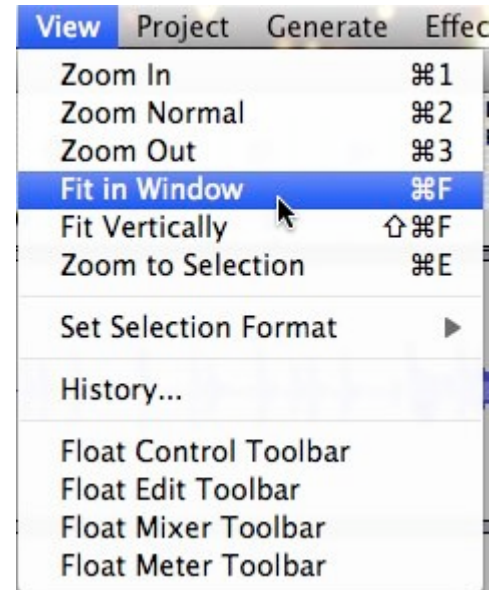 View Project Generate Effec
Zoom In ⌘1
Zoom Normal ⌘2
Zoom Out ⌘3
Fit in Window ⌘F
Fit Vertically ⇧⌘F
Zoom to Selection ⌘E
Set Selection Format ▶
History...
Float Control Toolbar
Float Edit Toolbar
Float Mixer Toolbar
Float Meter Toolbar